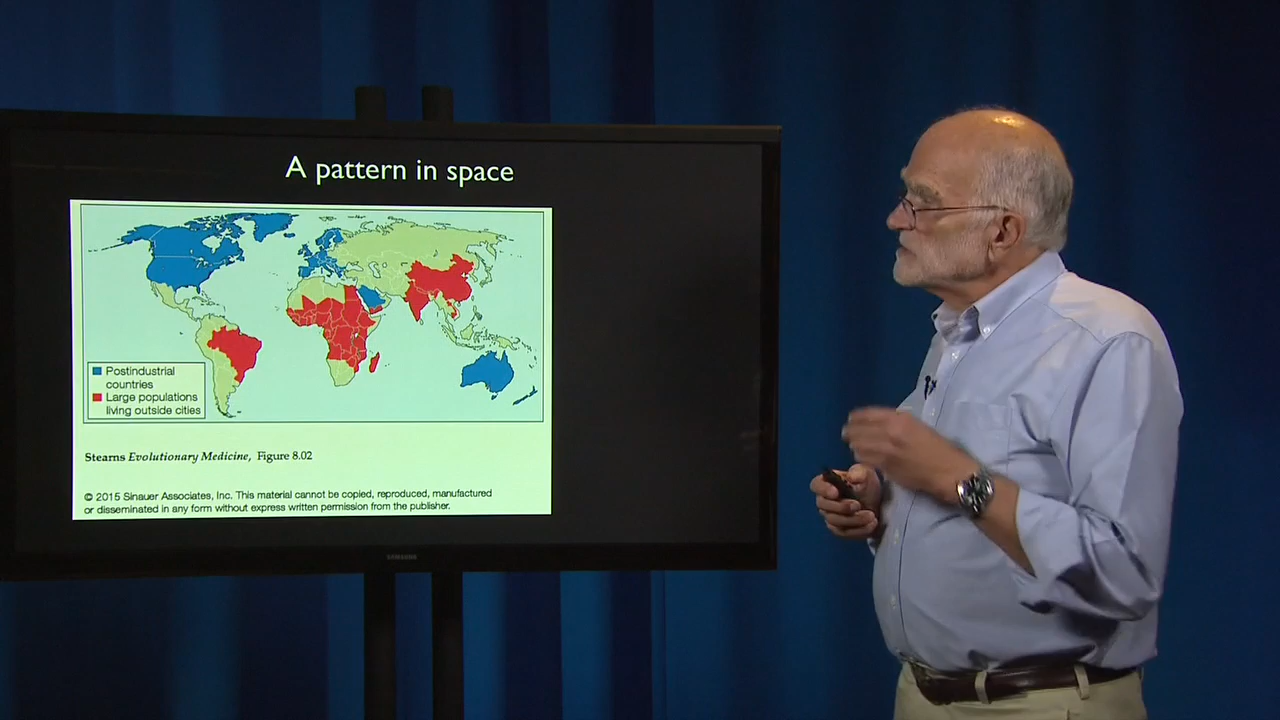 A pattern in space
Postindustrial
countries
Large populations
living outside cities
Stearns Evolutionary Medicine, Figure 8.02
© 2015 Sinauer Associates, Inc. This material cannot be copied, reproduced, manufactured
or disseminated in any form without express written permission from the publisher.
SAMSUNG